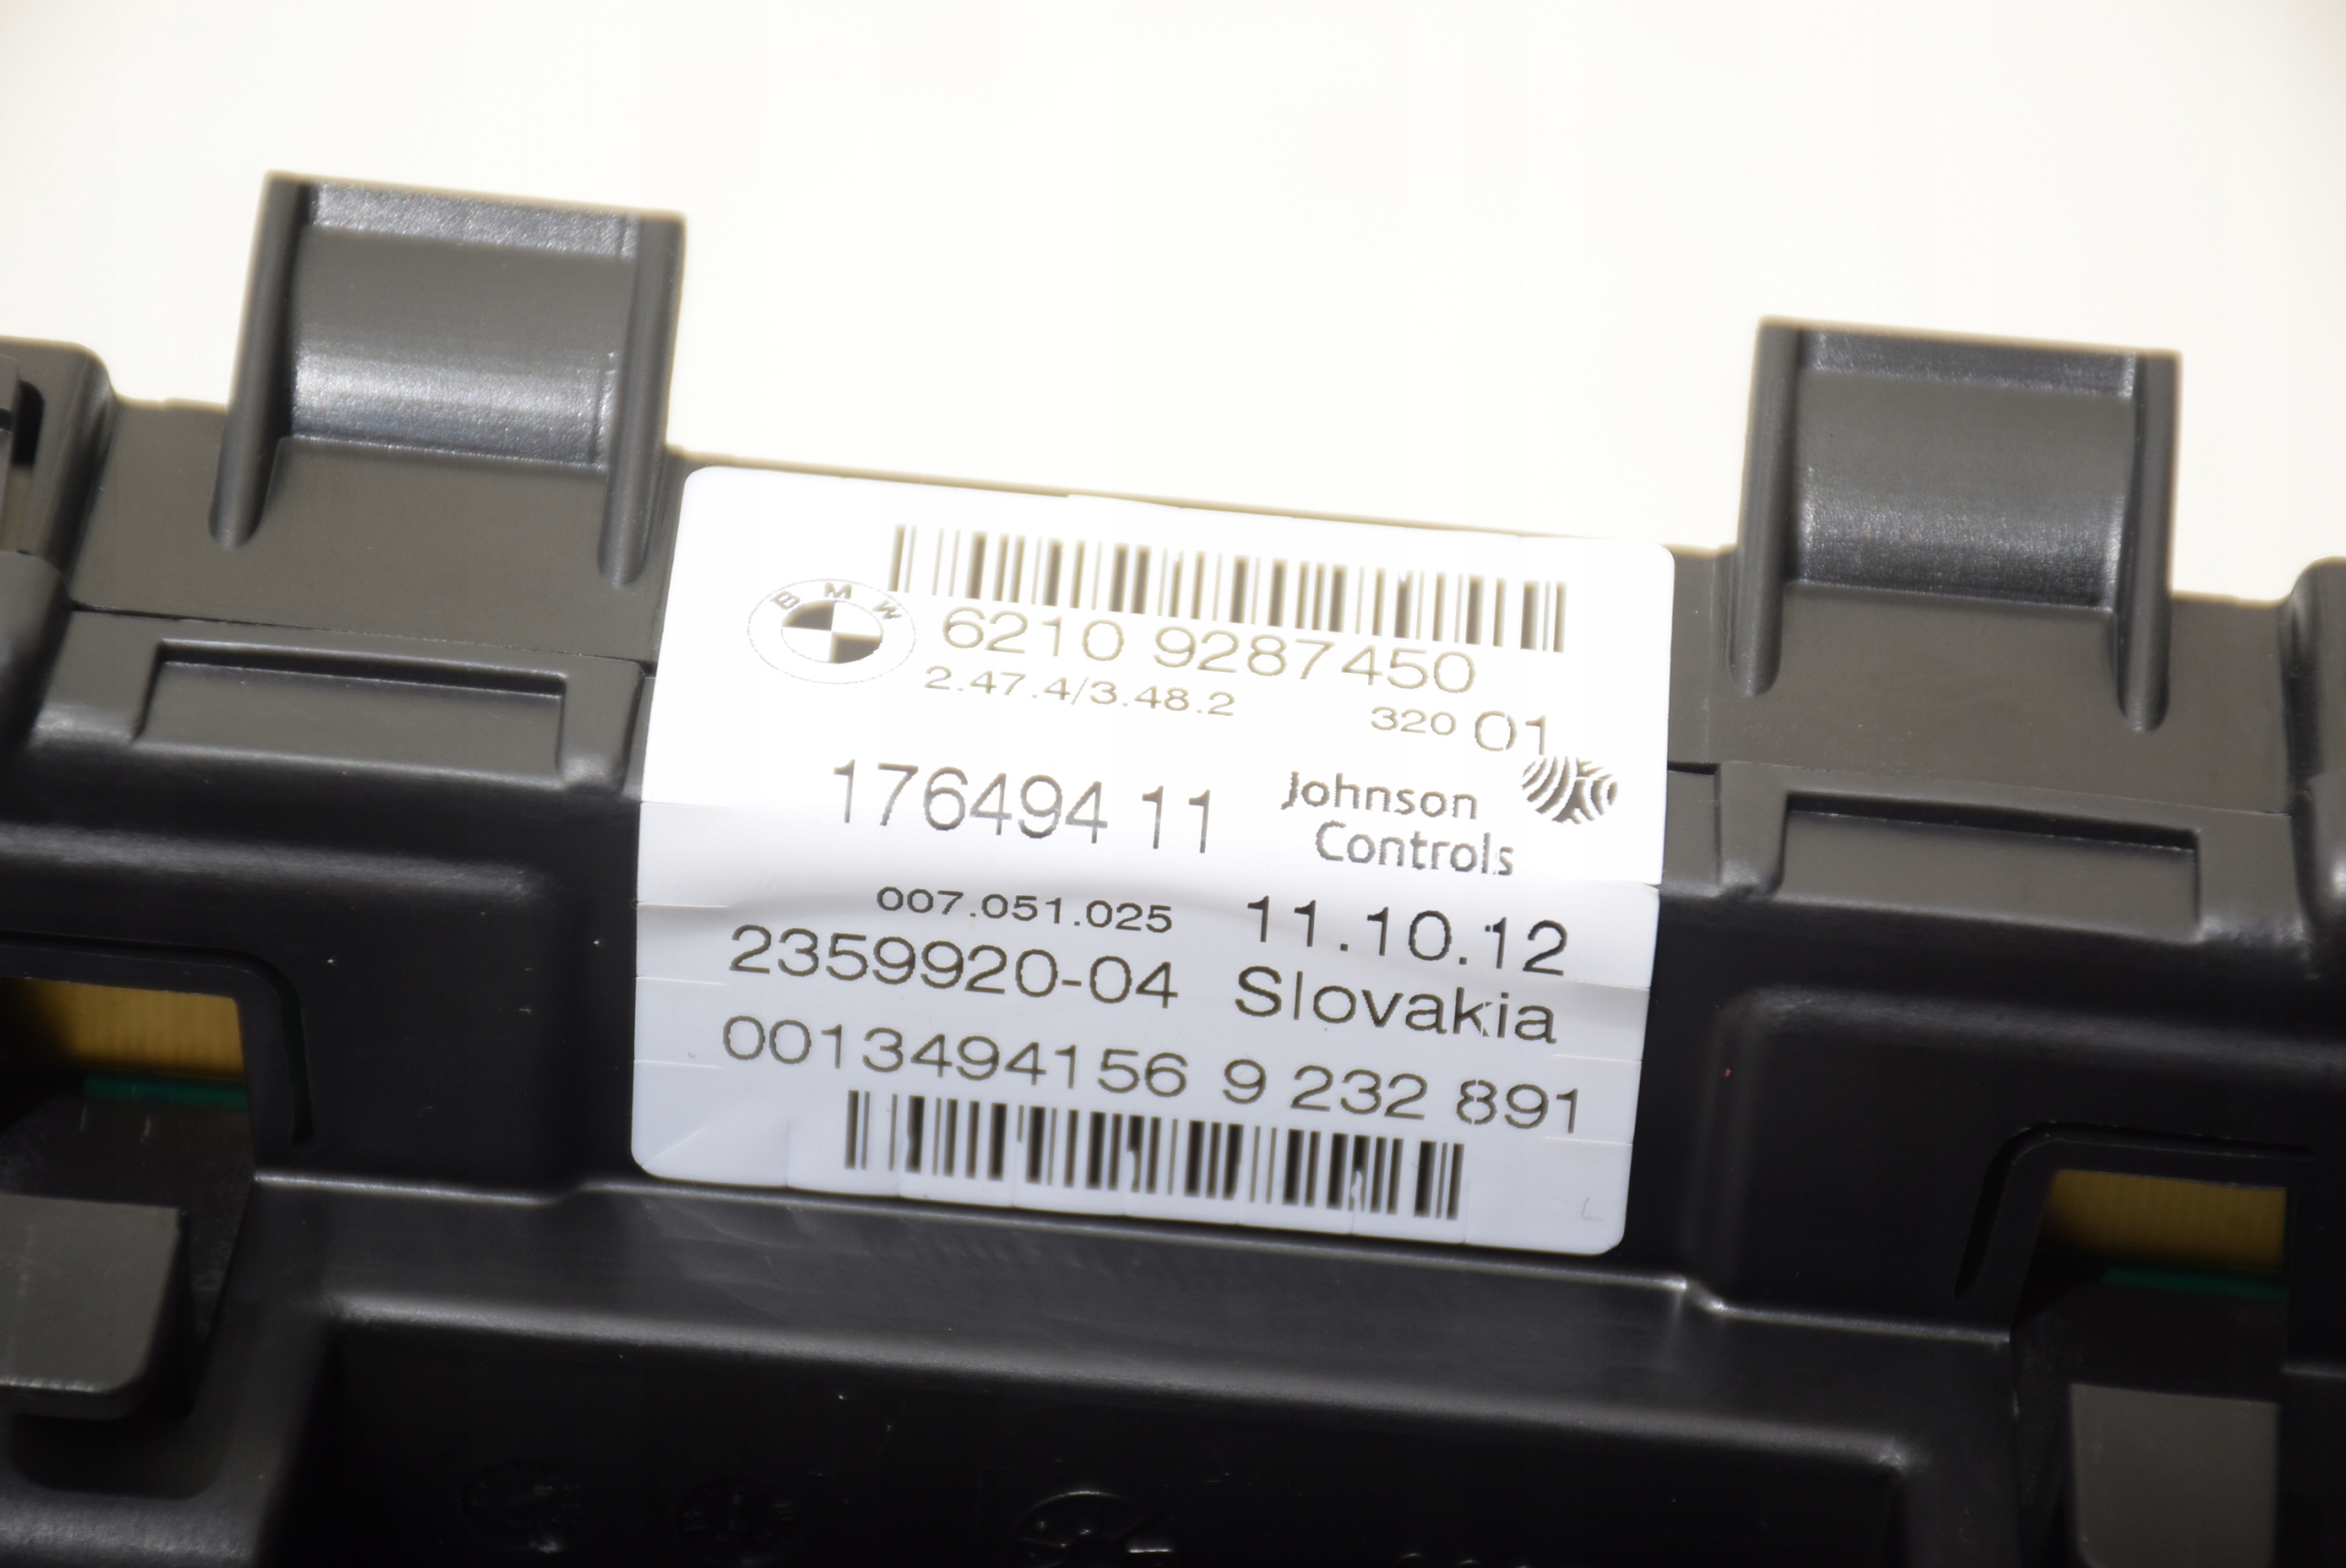 BMW
6210 9287450
2.47.4/3.48.2 320 01
176494 11 Johnson Controls
007.051.025 11.10.12
2359920-04 Slovakia
0013494156 9 232 891